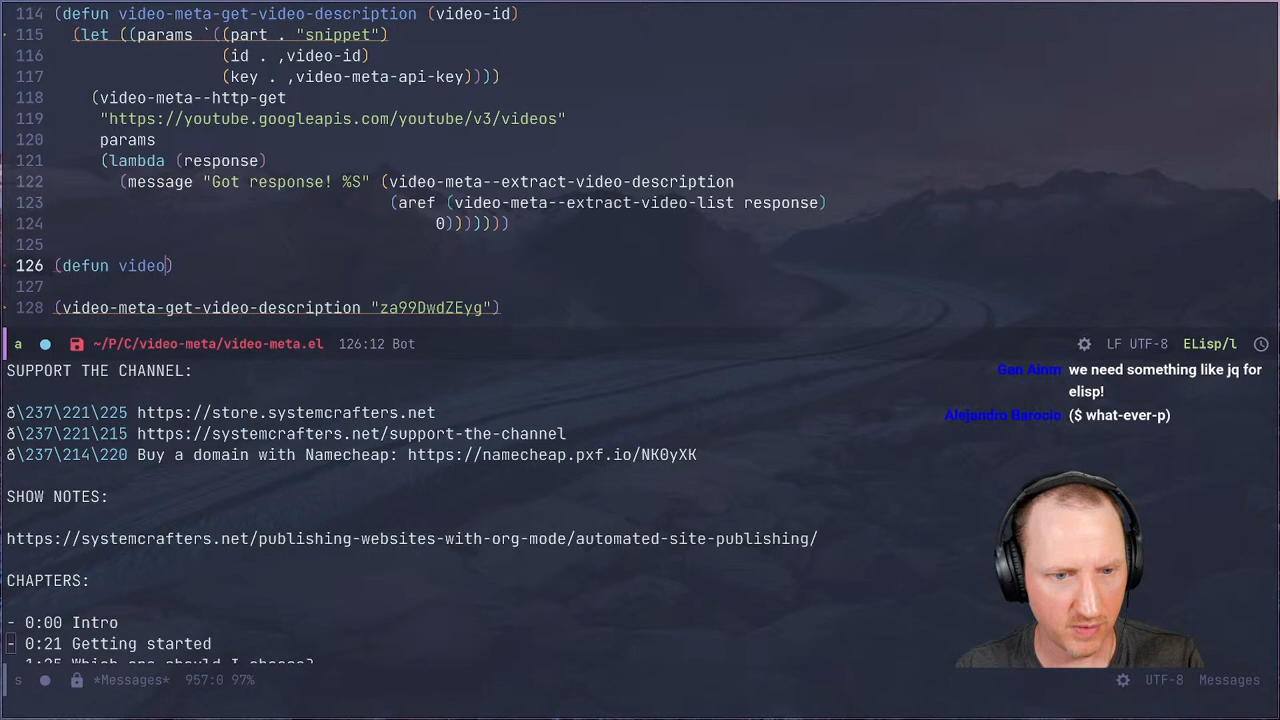 114 (defun video-meta-get-video-description (video-id)
115   (let ((params `((part . "snippet")
116                   (id . ,video-id)
117                   (key . ,video-meta-api-key))))
118     (video-meta--http-get
119      "https://youtube.googleapis.com/youtube/v3/videos"
120      params
121      (lambda (response)
122        (message "Got response! %S" (video-meta--extract-video-description
123                                     (aref (video-meta--extract-video-list response)
124                                          0)))))))
125
126 (defun video)
127
128 (video-meta-get-video-description "za99DwdZEyg")
a ~/P/C/video-meta/video-meta.el 126:12 Bot LF UTF-8 ELisp/l
SUPPORT THE CHANNEL:
ð\237\221\225 https://store.systemcrafters.net
ð\237\221\215 https://systemcrafters.net/support-the-channel
ð\237\214\220 Buy a domain with Namecheap: https://namecheap.pxf.io/NK0yXK
SHOW NOTES:
https://systemcrafters.net/publishing-websites-with-org-mode/automated-site-publishing/
CHAPTERS:
- 0:00 Intro
- 0:21 Getting started
s *Messages* 957:0 97% UTF-8 Messages
Gen Ainm we need something like jq for
elisp!
Alejandro Barocio ($ what-ever-p)